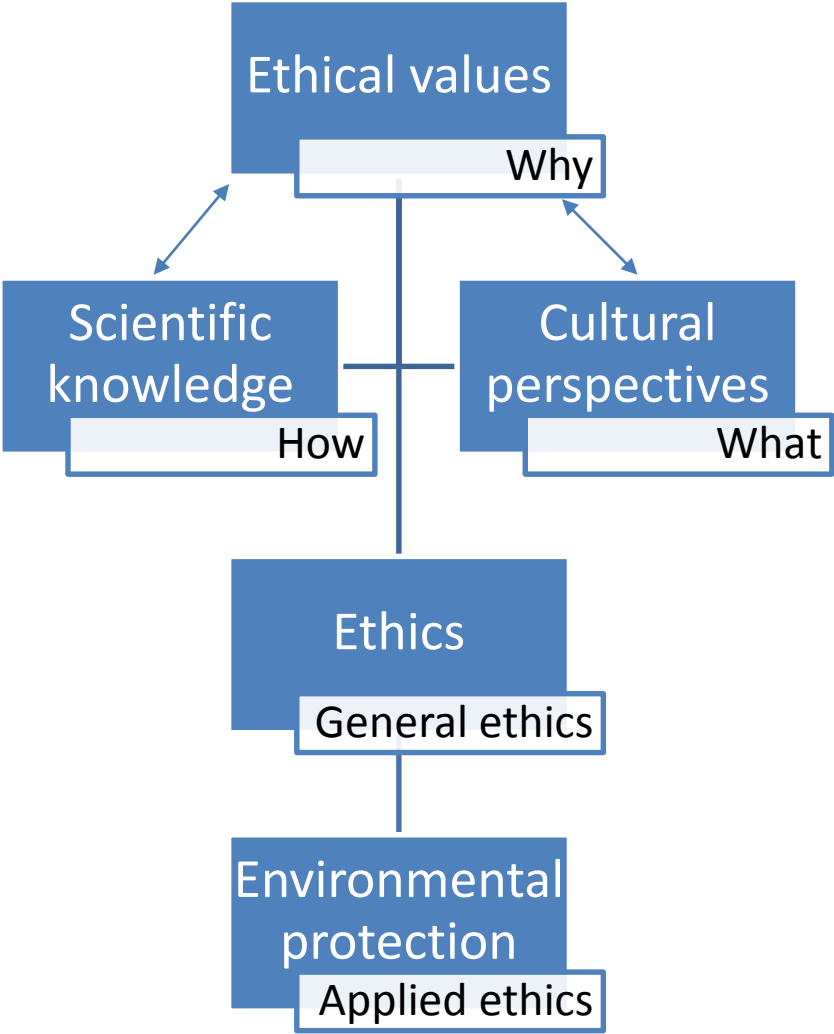 Ethical values
Why
Scientific
knowledge
How
Cultural
perspectives
What
Ethics
General ethics
Environmental
protection
Applied ethics